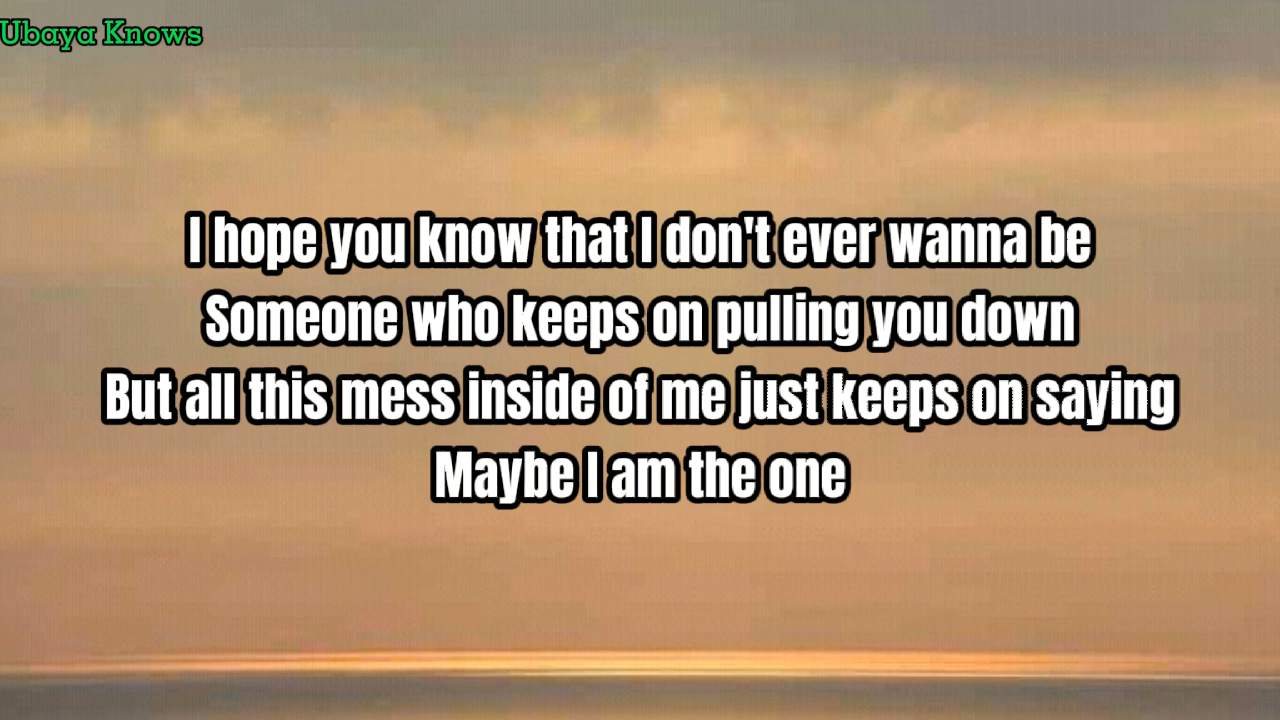 Ubaya Knows
I hope you know that I don't ever wanna be
Someone who keeps on pulling you down
But all this mess inside of me just keeps on saying
Maybe I am the one